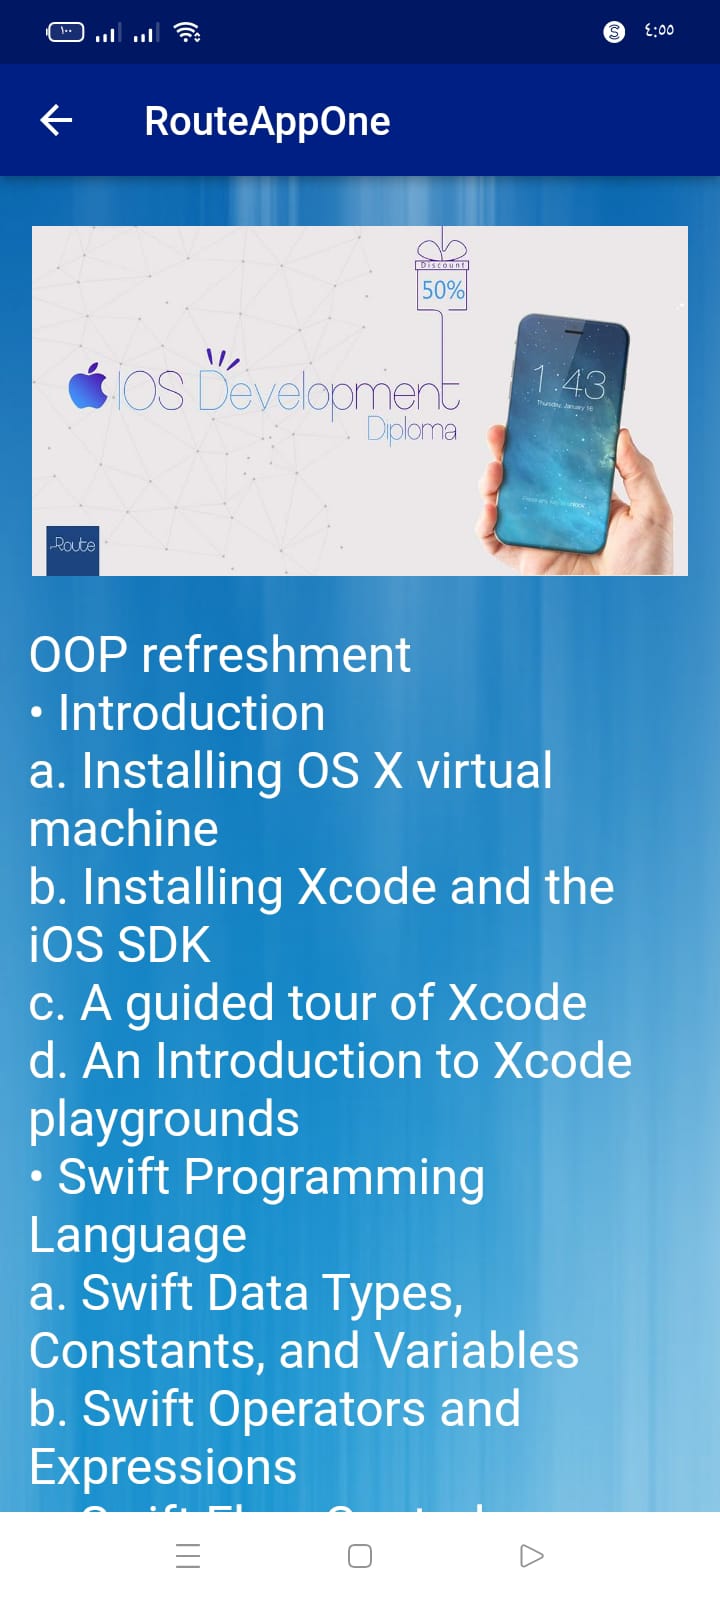 ١٠٠
٤:٥٥
RouteAppOne
Discount
50%
IOS Development
Diploma
1:43
Thursday, January 16
Route
OOP refreshment
• Introduction
a. Installing OS X virtual
machine
b. Installing Xcode and the
iOS SDK
c. A guided tour of Xcode
d. An Introduction to Xcode
playgrounds
• Swift Programming
Language
a. Swift Data Types,
Constants, and Variables
b. Swift Operators and
Expressions